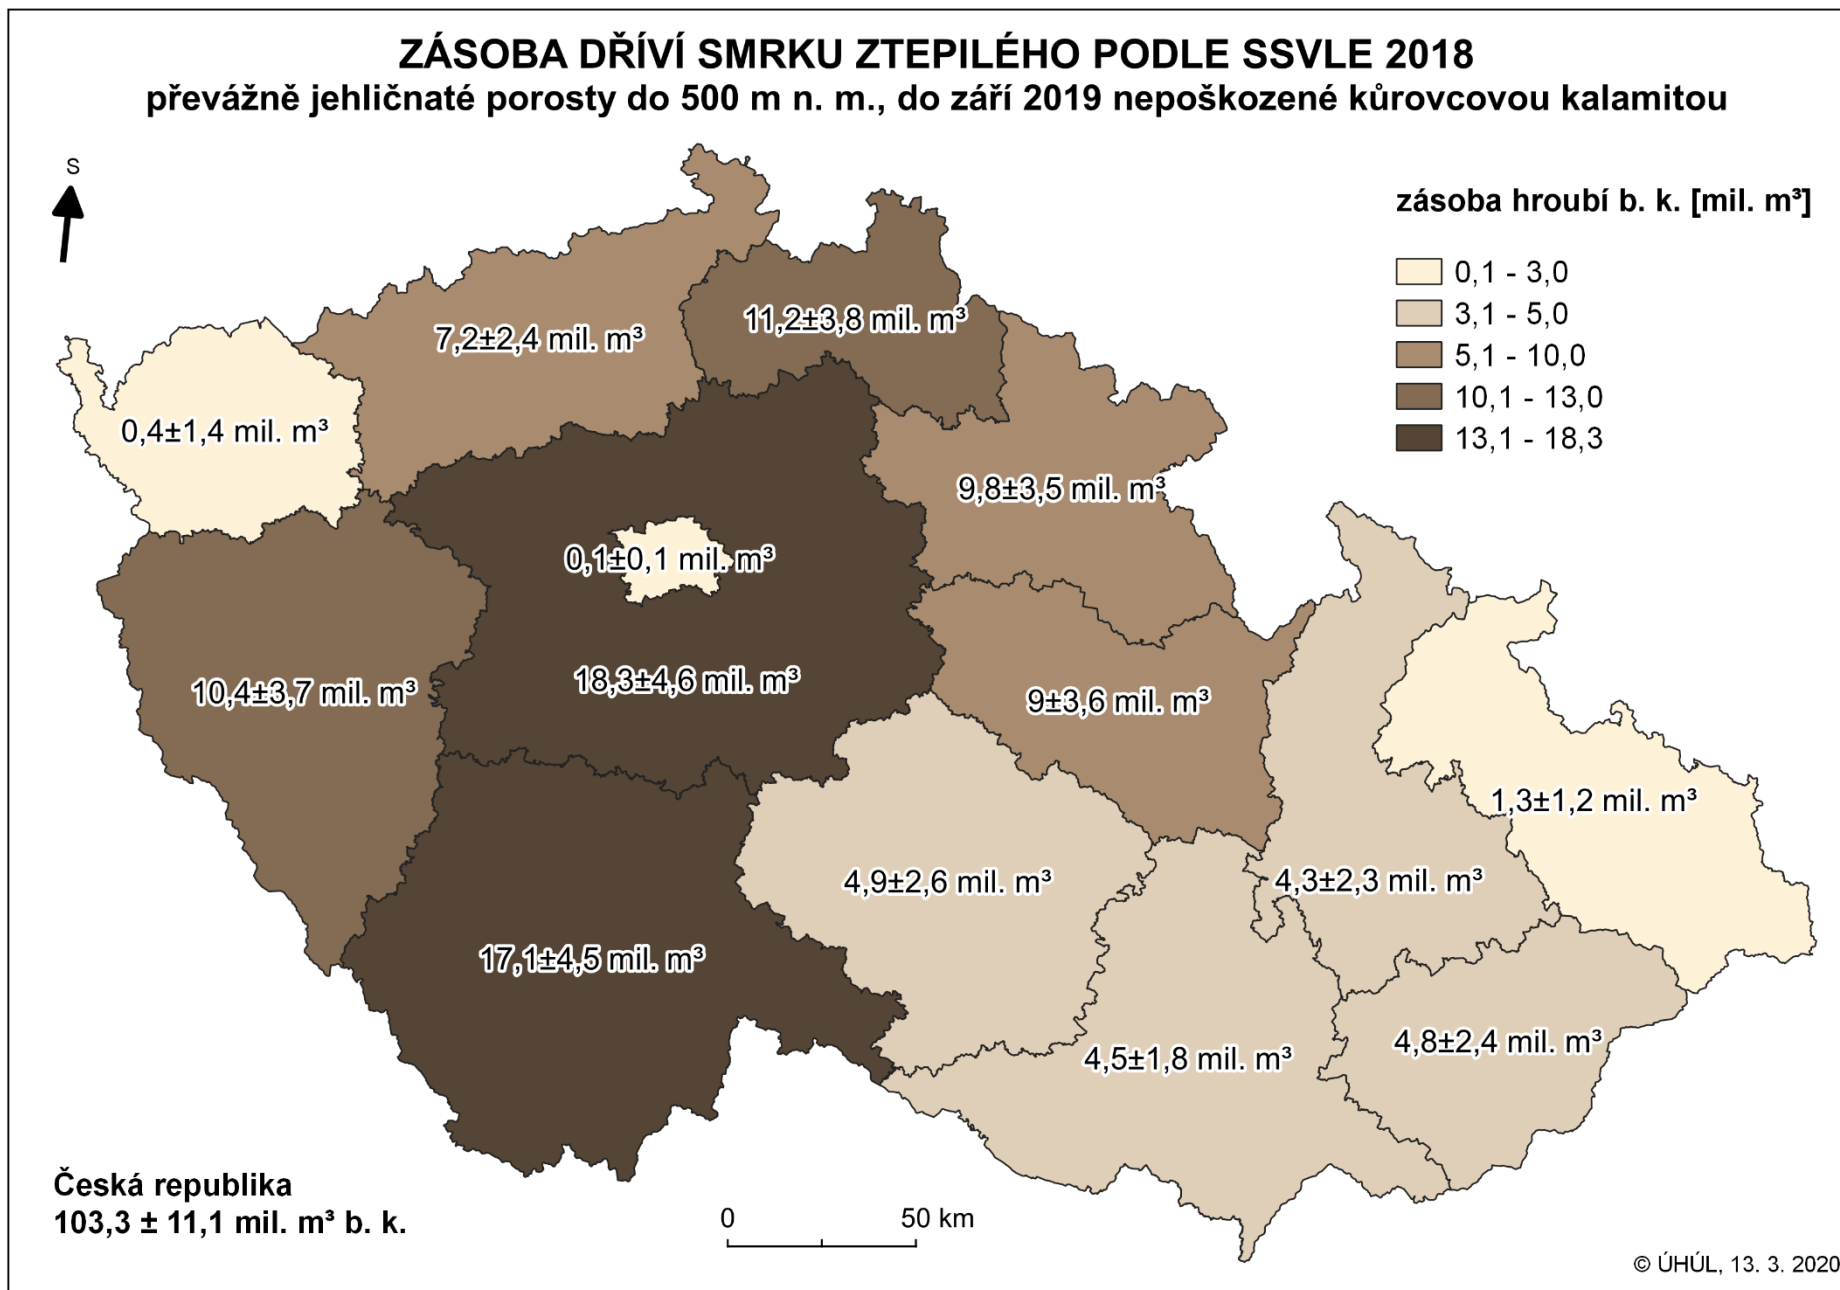 ZÁSOBA DŘÍVÍ SMRKU ZTEPILÉHO PODLE SSVLE 2018
převážně jehličnaté porosty do 500 m n. m., do září 2019 nepoškozené kůrovcovou kalamitou
S
zásoba hroubí b. k. [mil. m³]
0,1 - 3,0
3,1 - 5,0
5,1 - 10,0
10,1 - 13,0
13,1 - 18,3
11,2±3,8 mil. m³
7,2±2,4 mil. m³
0,4±1,4 mil. m³
9,8±3,5 mil. m³
0,1±0,1 mil. m³
18,3±4,6 mil. m³
10,4±3,7 mil. m³
9±3,6 mil. m³
1,3±1,2 mil. m³
4,9±2,6 mil. m³
4,3±2,3 mil. m³
17,1±4,5 mil. m³
4,8±2,4 mil. m³
4,5±1,8 mil. m³
Česká republika
103,3 ± 11,1 mil. m³ b. k.
0 50 km
© ÚHÚL, 13. 3. 2020